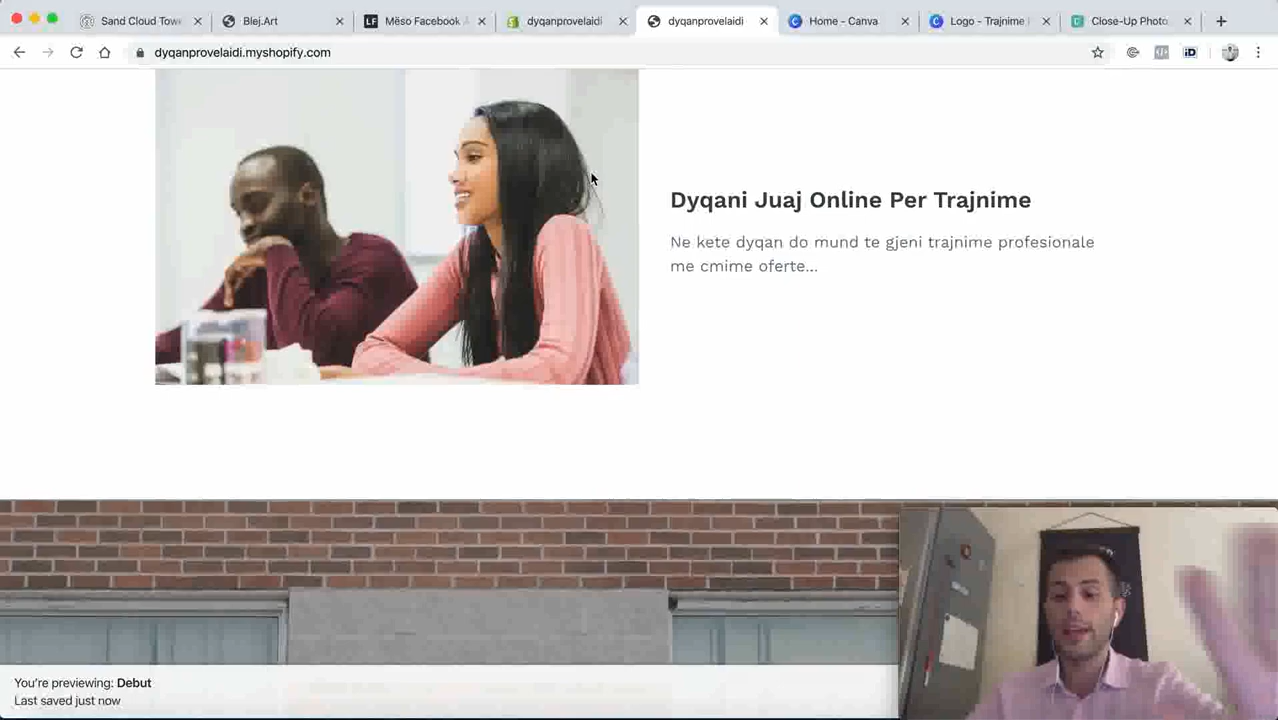 Sand Cloud Tow
Blej.Art
LF Mëso Facebook
dyqanprovelaidi
dyqanprovelaidi
Home - Canva
Logo - Trajnime
Close-Up Photo
dyqanprovelaidi.myshopify.com
iD
Dyqani Juaj Online Per Trajnime
Ne kete dyqan do mund te gjeni trajnime profesionale
me cmime oferte...
You're previewing: Debut
Last saved just now